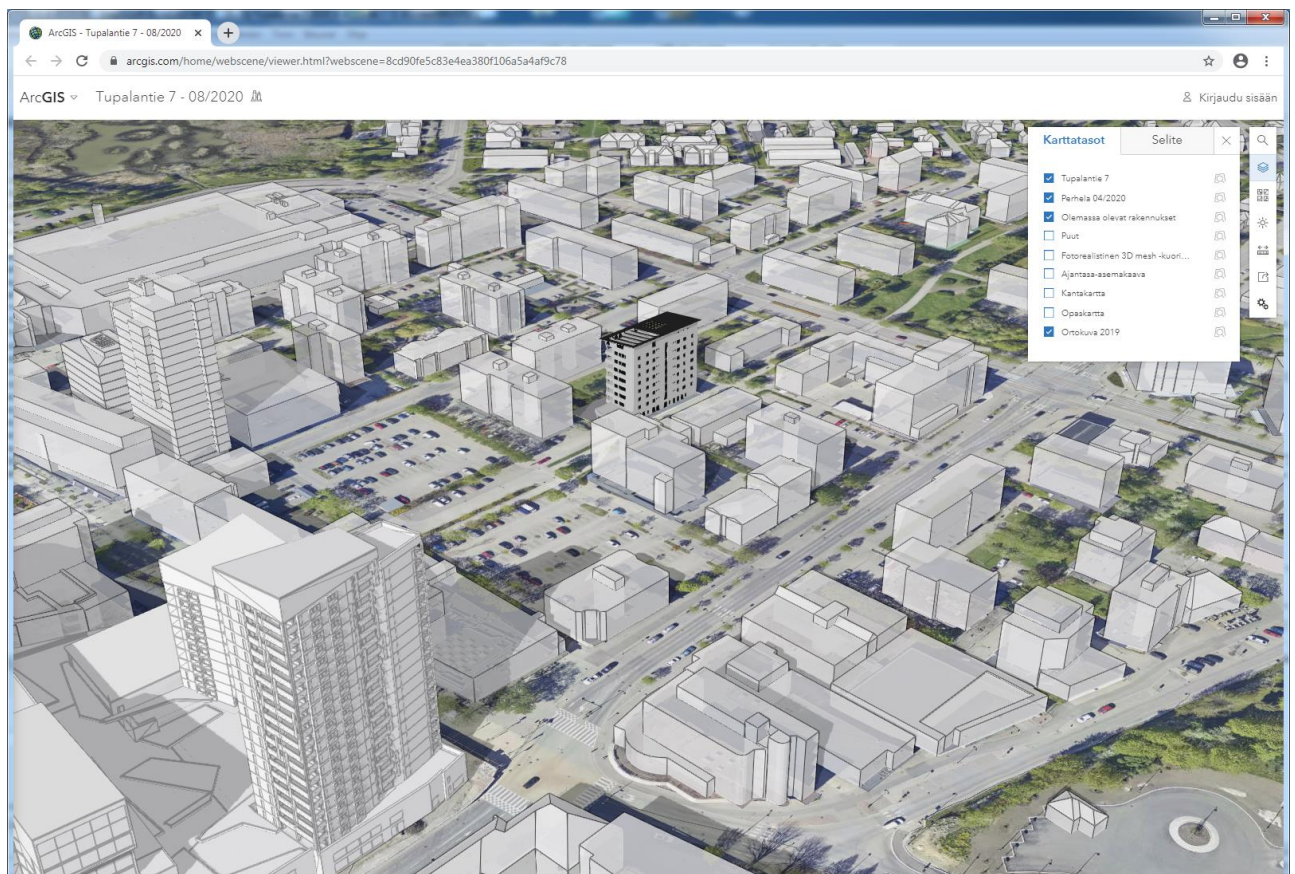 ArcGIS - Tupalantie 7 - 08/2020
arcgis.com/home/webscene/viewer.html?webscene=8cd90fe5c83e4ea380f106a5a4af9c78
ArcGIS Tupalantie 7 - 08/2020
Kirjaudu sisään
Karttatasot Selite
Tupalantie 7
Perhela 04/2020
Olemassa olevat rakennukset
Puut
Fotorealistinen 3D mesh -kuori...
Ajantasa-asemakaava
Kantakartta
Opaskartta
Ortokuva 2019